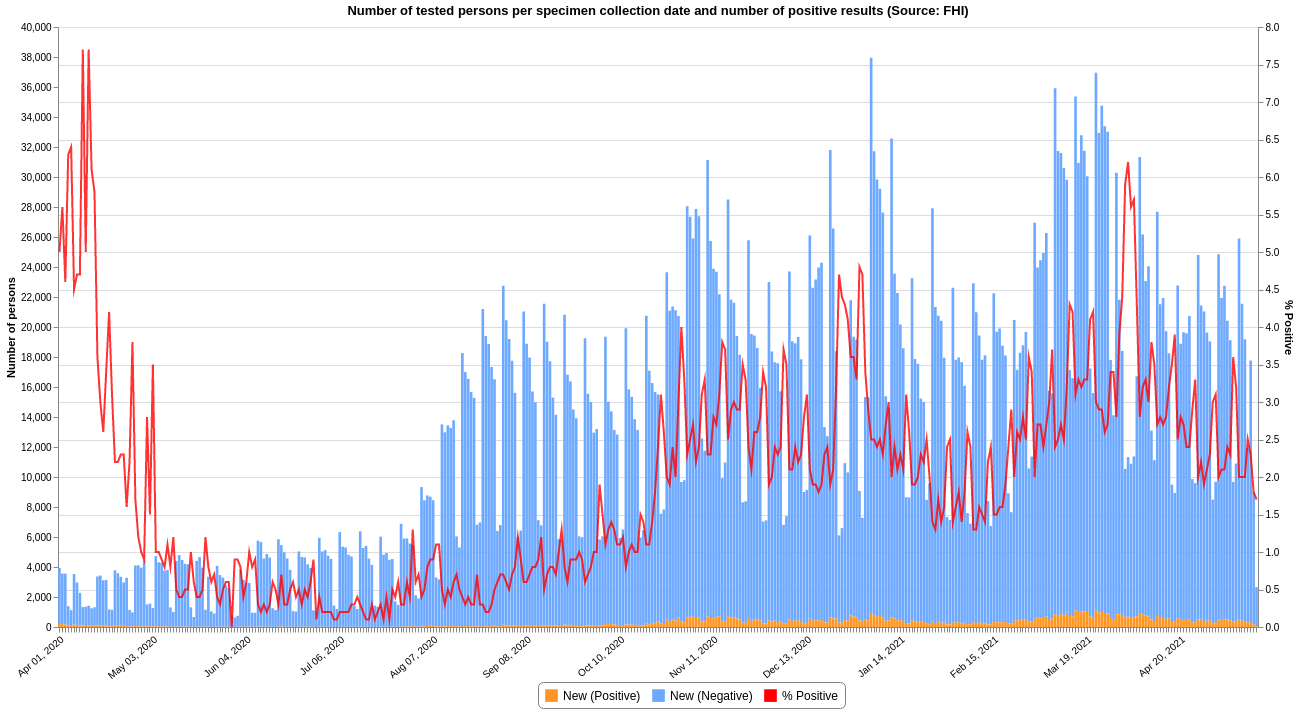 Number of tested persons per specimen collection date and number of positive results (Source: FHI)
40,000
38,000
36,000
34,000
32,000
30,000
28,000
26,000
24,000
22,000
20,000
18,000
16,000
14,000
12,000
10,000
8,000
6,000
4,000
2,000
0
Number of persons
8.0
7.5
7.0
6.5
6.0
5.5
5.0
4.5
4.0
3.5
3.0
2.5
2.0
1.5
1.0
0.5
0.0
% Positive
Apr 01, 2020
May 03, 2020
Jun 04, 2020
Jul 06, 2020
Aug 07, 2020
Sep 08, 2020
Oct 10, 2020
Nov 11, 2020
Dec 13, 2020
Jan 14, 2021
Feb 15, 2021
Mar 19, 2021
Apr 20, 2021
New (Positive) New (Negative) % Positive